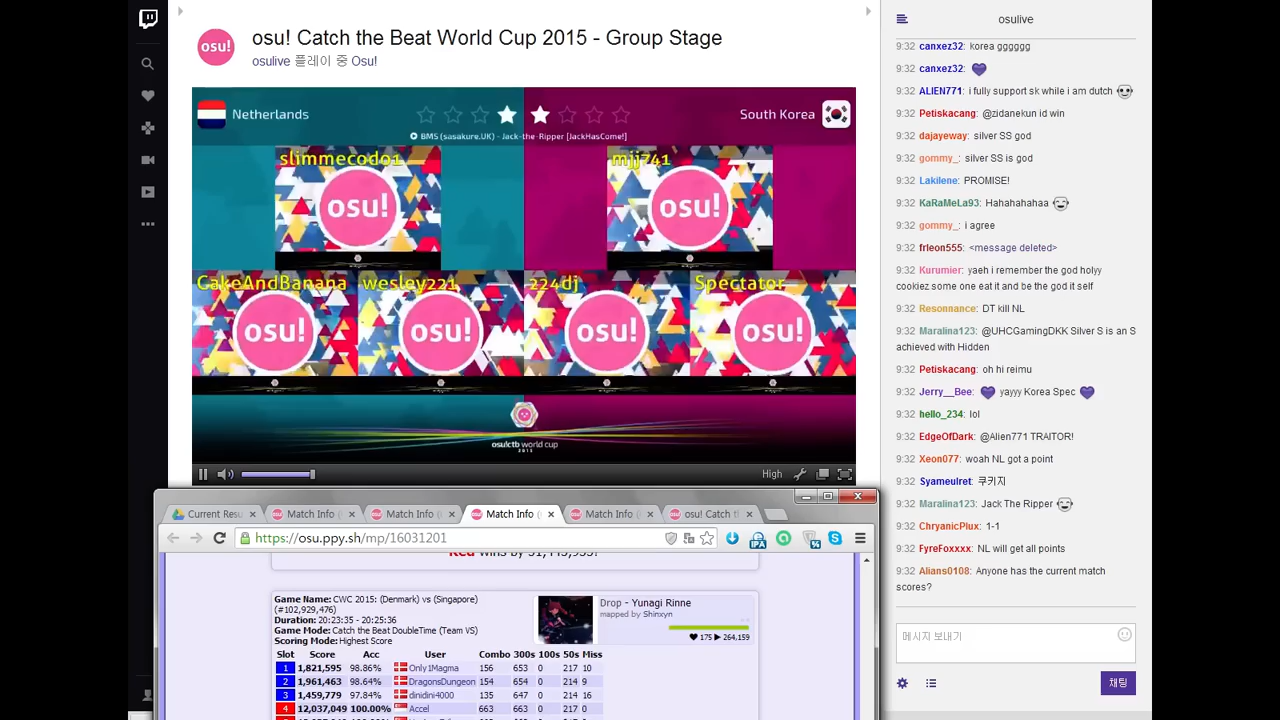 osu!
osu! Catch the Beat World Cup 2015 - Group Stage
osulive 플레이 중 Osu!
Netherlands
South Korea
BMS (sasakure.UK) - Jack-the-Ripper [JackHasCome!]
slimmecodo1
mjj741
osu!
osu!
CakeAndBanana
wesley221
224dj
Spectator
osu!
osu!
osu!
osu!
osu!ctb world cup
2015
High
osulive
9:32 canxez32: korea gggggg
9:32 canxez32:
9:32 ALIEN771: i fully support sk while i am dutch
9:32 Petiskacang: @zidanekun id win
9:32 dajayeway: silver SS god
9:32 gommy_: silver SS is god
9:32 Lakilene: PROMISE!
9:32 KaRaMeLa93: Hahahahahaa
9:32 gommy_: i agree
9:32 frleon555: <message deleted>
9:32 Kurumier: yaeh i remember the god holyy
cookiez some one eat it and be the god it self
9:32 Resonnance: DT kill NL
9:32 Maralina123: @UHCGamingDKK Silver S is an S
achieved with Hidden
9:32 Petiskacang: oh hi reimu
9:32 Jerry__Bee: yayyy Korea Spec
9:32 hello_234: lol
9:32 EdgeOfDark: @Alien771 TRAITOR!
9:32 Xeon077: woah NL got a point
9:32 Syameulret: 쿠키지
9:32 Maralina123: Jack The Ripper
9:32 ChryanicPlux: 1-1
9:32 FyreFoxxxx: NL will get all points
9:32 Alians0108: Anyone has the current match
scores?
메시지 보내기
채팅
Current Resu
Match Info (
Match Info (
Match Info (
Match Info (
osu! Catch t
https://osu.ppy.sh/mp/16031201
IPA
Red wins by
Game Name: CWC 2015: (Denmark) vs (Singapore)
(#102,929,476)
Duration: 20:23:35 - 20:25:36
Game Mode: Catch the Beat DoubleTime (Team VS)
Scoring Mode: Highest Score
Drop - Yunagi Rinne
mapped by Shinxyn
175 264,159
Slot Score Acc User Combo 300s 100s 50s Miss
1 1,821,595 98.86% Only1Magma 156 653 0 217 10
2 1,961,463 98.64% DragonsDungeon 154 654 0 214 9
3 1,459,779 97.84% dinidini4000 135 647 0 214 16
4 12,037,049 100.00% Accel 663 663 0 217 0